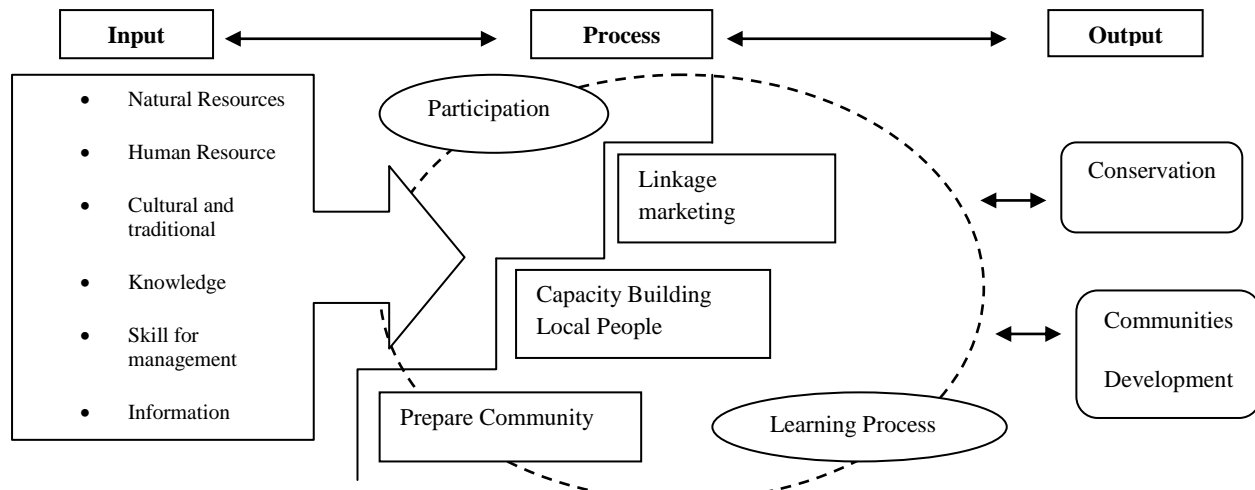 Input
Process
Output
Natural Resources
Human Resource
Cultural and
traditional
Knowledge
Skill for
management
Information
Participation
Linkage
marketing
Capacity Building
Local People
Prepare Community
Learning Process
Conservation
Communities
Development